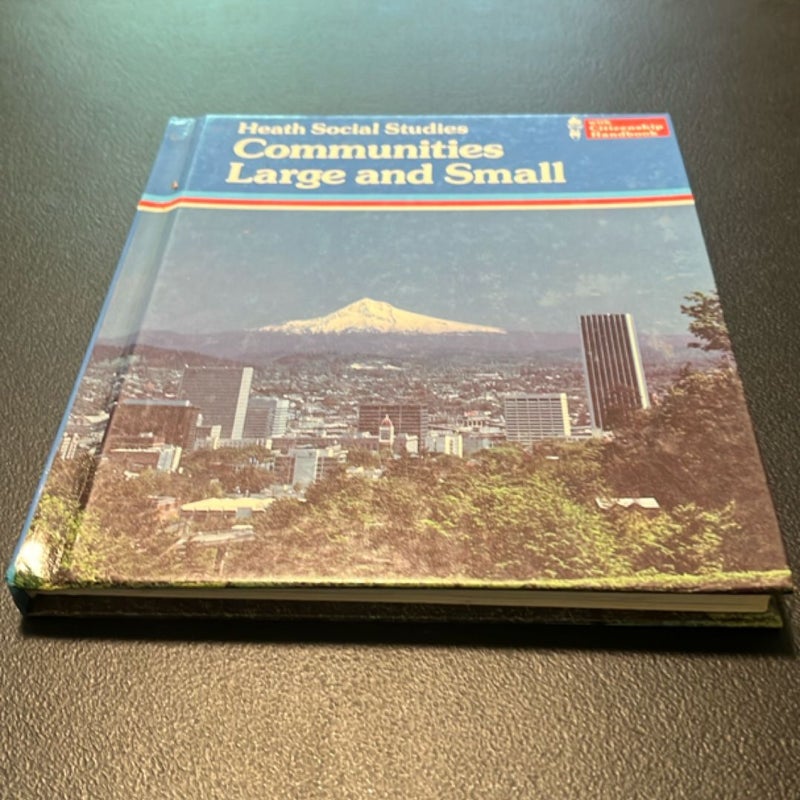 Heath Social Studies
Communities
Large and Small
with
Citizenship
Handbook